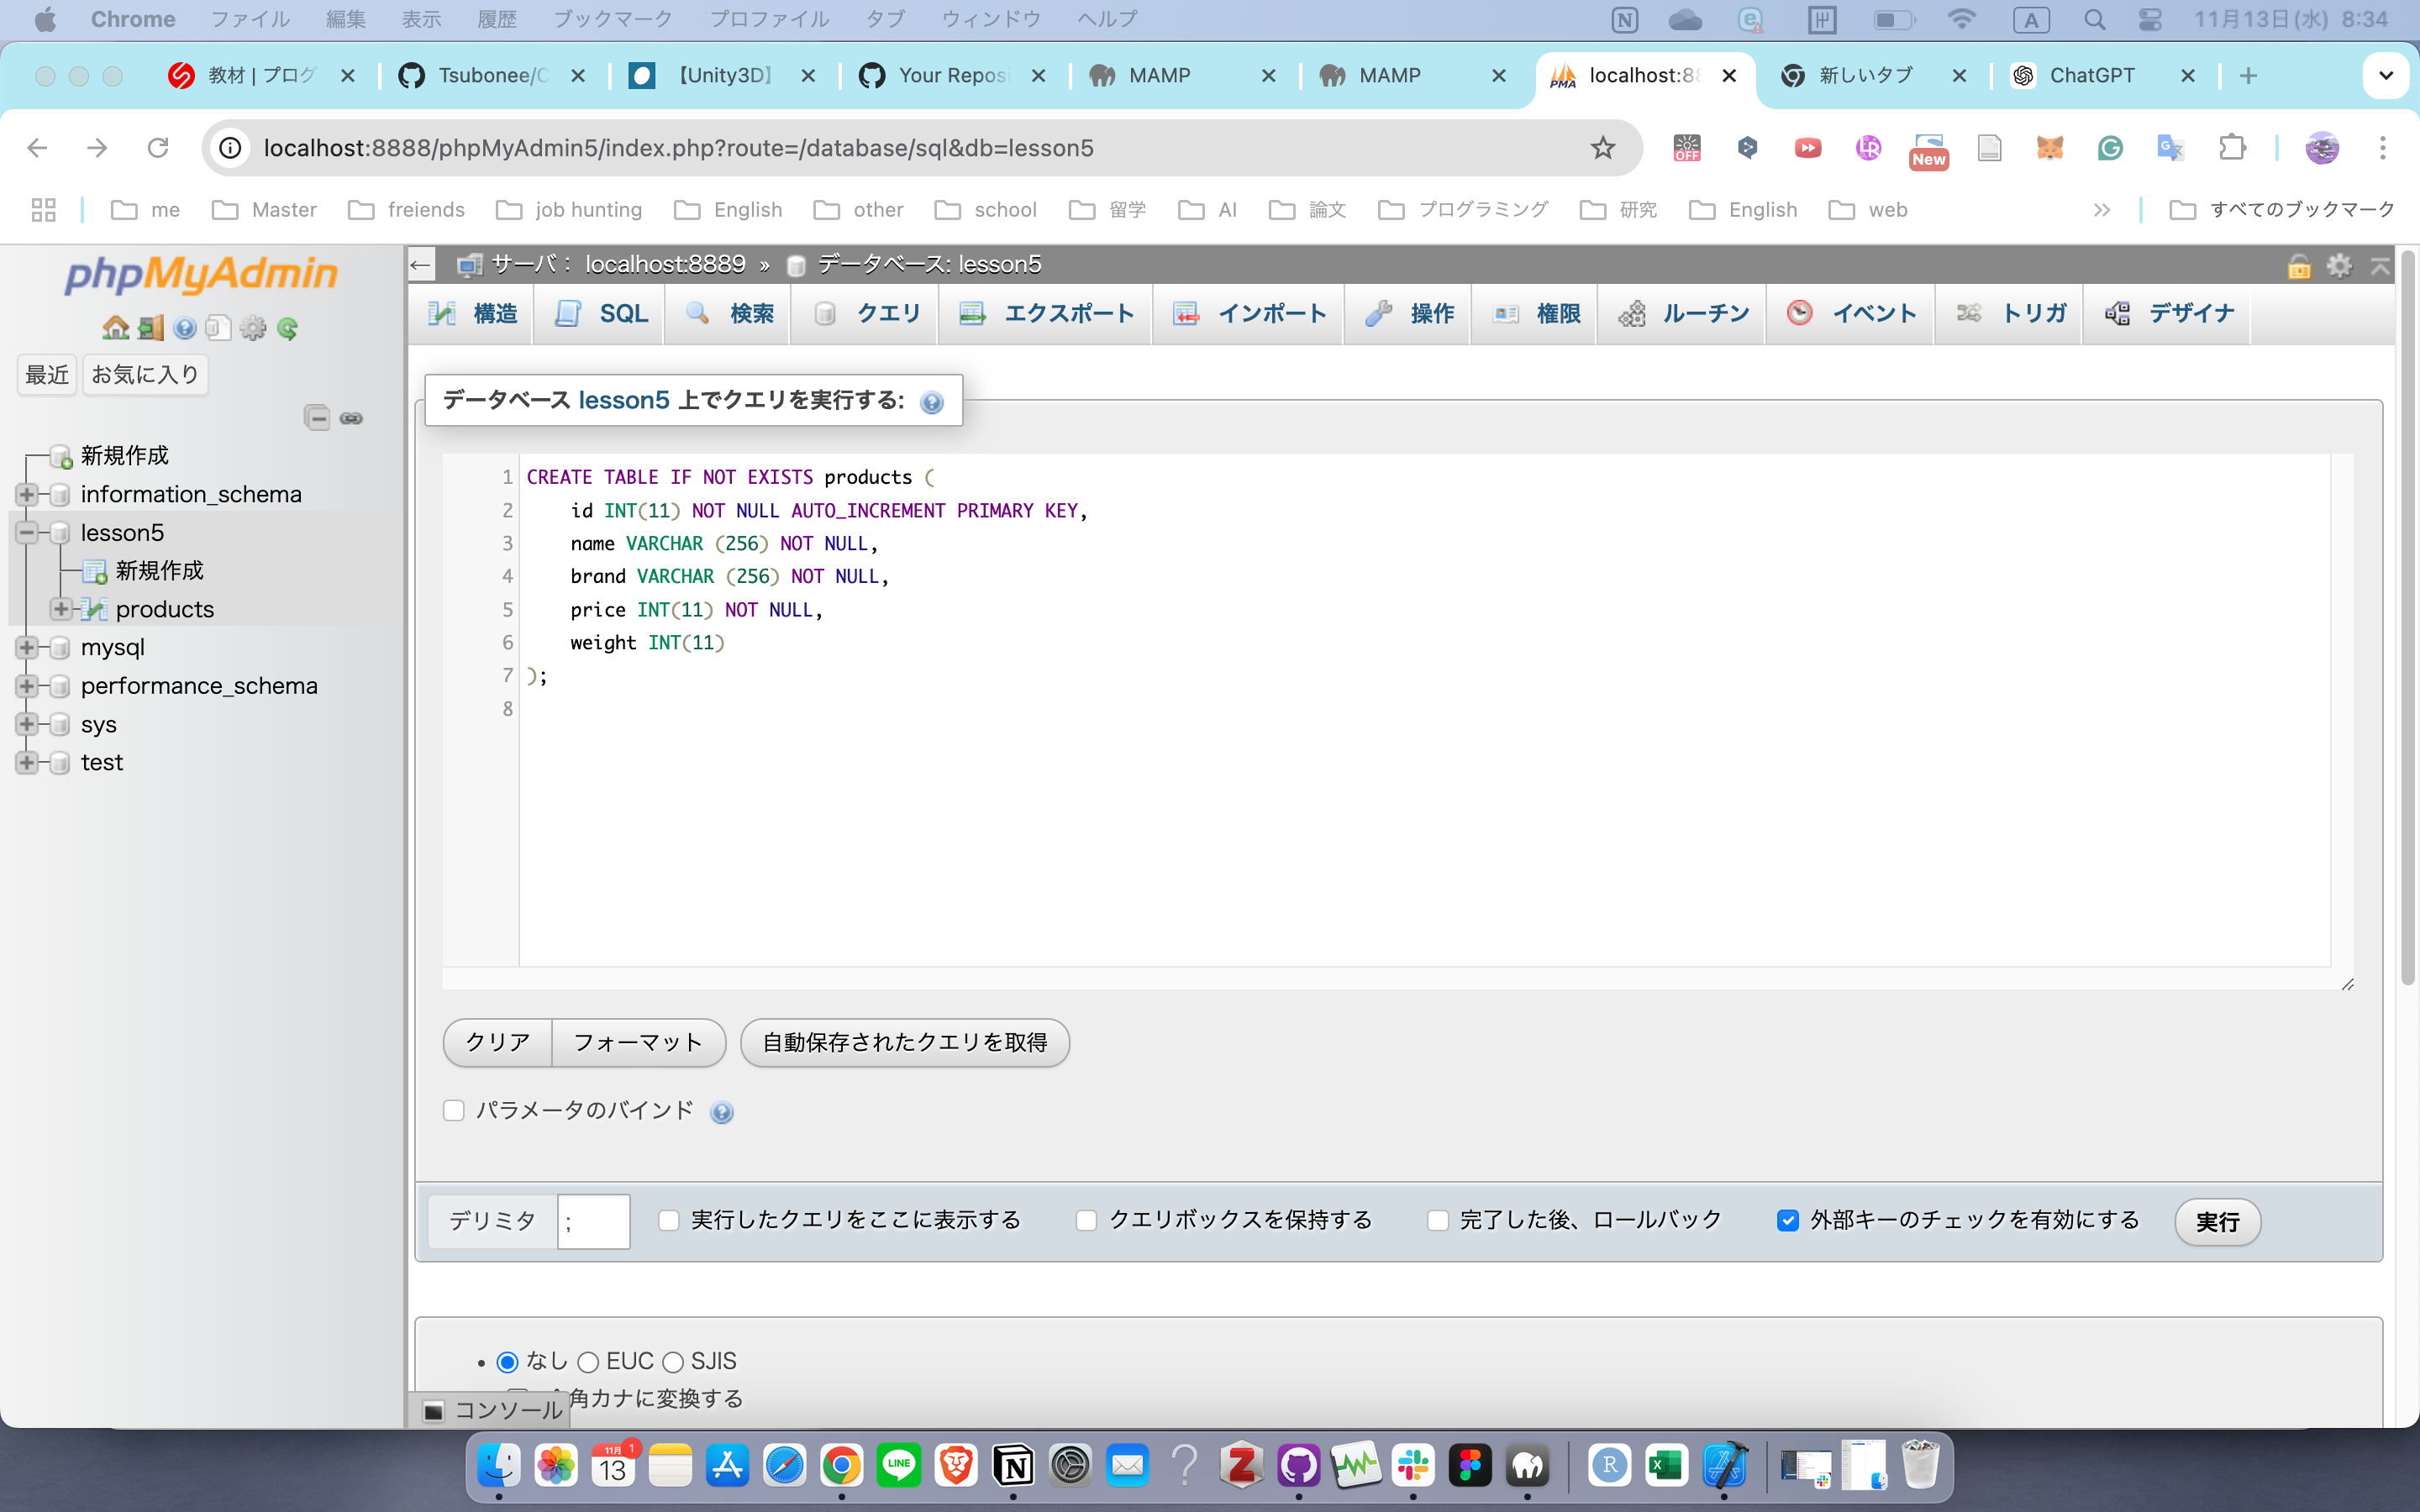 Chrome ファイル 編集 表示 履歴 ブックマーク プロファイル タブ ウィンドウ ヘルプ A 11月13日(水) 8:34
教材 | プログ Tsubonee/C 【Unity3D】 Your Reposi MAMP MAMP PMA localhost:88 新しいタブ ChatGPT
localhost:8888/phpMyAdmin5/index.php?route=/database/sql&db=lesson5 OFF New
me Master freiends job hunting English other school 留学 AI 論文 プログラミング 研究 English web » すべてのブックマーク
phpMyAdmin
最近 お気に入り
新規作成
information_schema
lesson5
新規作成
products
mysql
performance_schema
sys
test
← サーバ： localhost:8889 » データベース: lesson5
構造 SQL 検索 クエリ エクスポート インポート 操作 権限 ルーチン イベント トリガ デザイナ
データベース lesson5 上でクエリを実行する:
1 CREATE TABLE IF NOT EXISTS products (
2 id INT(11) NOT NULL AUTO_INCREMENT PRIMARY KEY,
3 name VARCHAR (256) NOT NULL,
4 brand VARCHAR (256) NOT NULL,
5 price INT(11) NOT NULL,
6 weight INT(11)
7 );
8
クリア フォーマット 自動保存されたクエリを取得
パラメータのバインド
デリミタ ; 実行したクエリをここに表示する クエリボックスを保持する 完了した後、ロールバック 外部キーのチェックを有効にする 実行
• なし EUC SJIS
角カナに変換する
コンソール
11月 1 13 LINE